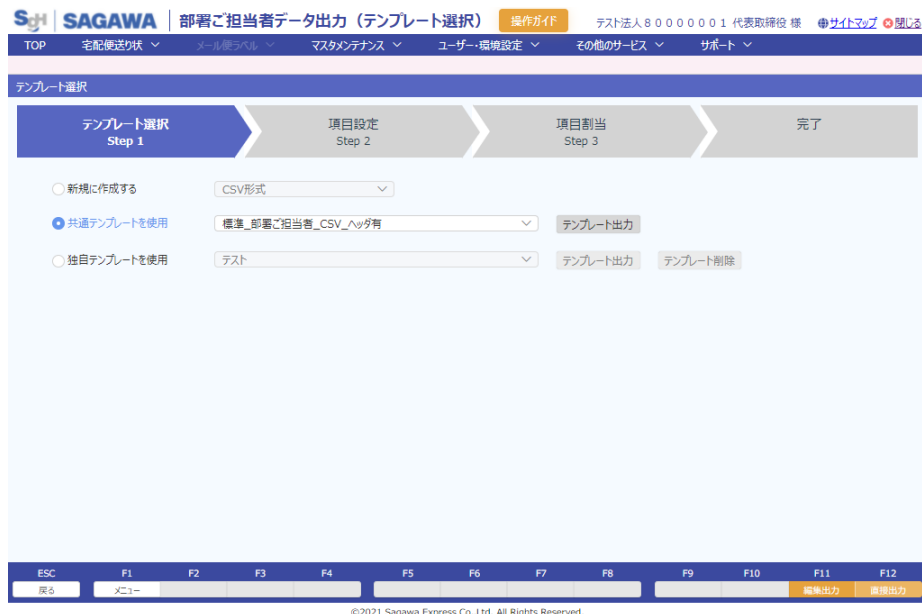 SGH SAGAWA 部署ご担当者データ出力（テンプレート選択） 操作ガイド テスト法人８０００００００１ 代表取締役 様 サイトマップ 閉じる
TOP 宅配便送り状 メール便ラベル マスタメンテナンス ユーザー・環境設定 その他のサービス サポート
テンプレート選択
テンプレート選択 項目設定 項目割当 完了
Step 1 Step 2 Step 3
新規に作成する CSV形式
共通テンプレートを使用 標準_部署ご担当者_CSV_ヘッダ有 テンプレート出力
独自テンプレートを使用 テスト テンプレート出力 テンプレート削除
ESC F1 F2 F3 F4 F5 F6 F7 F8 F9 F10 F11 F12
戻る メニュー 編集出力 直接出力
©2021 Sagawa Express Co.,Ltd. All Rights Reserved.